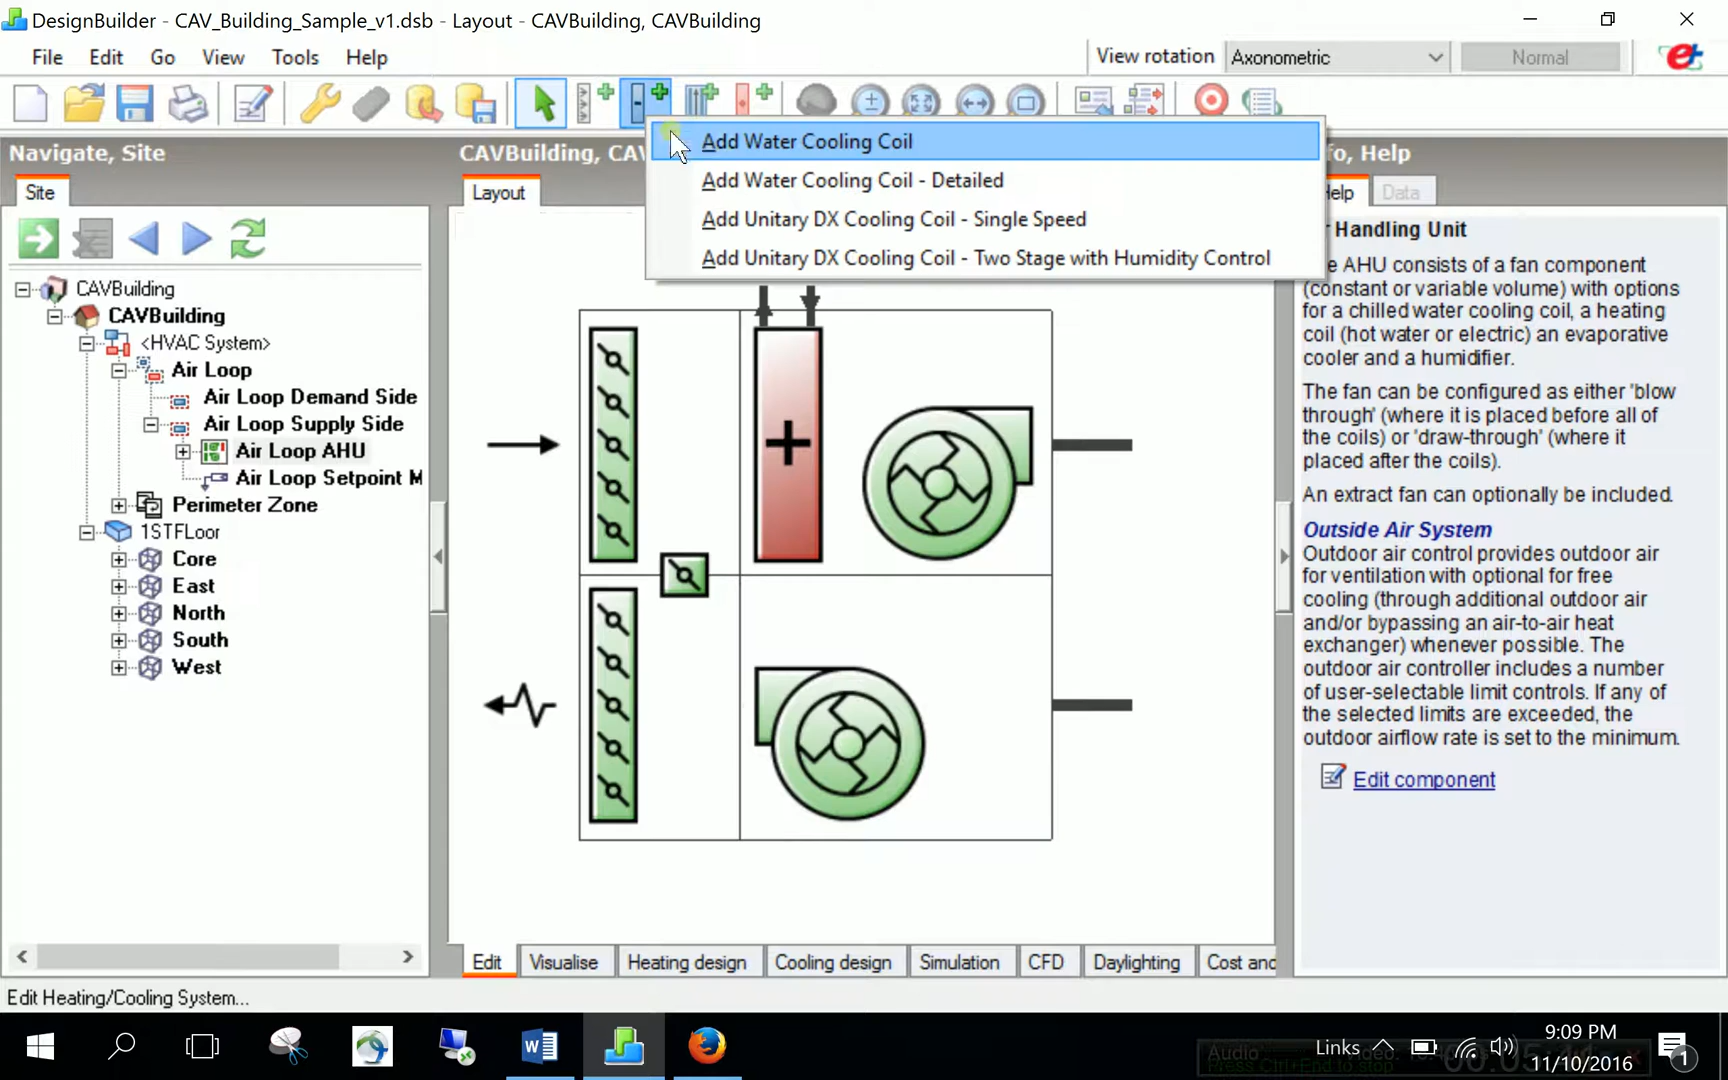 DesignBuilder - CAV_Building_Sample_v1.dsb - Layout - CAVBuilding, CAVBuilding
File Edit Go View Tools Help
View rotation Axonometric Normal
Navigate, Site
Site
CAVBuilding
CAVBuilding
<HVAC System>
Air Loop
Air Loop Demand Side
Air Loop Supply Side
Air Loop AHU
Air Loop Setpoint M
Perimeter Zone
1STFLoor
Core
East
North
South
West
CAVBuilding, CAV
Layout
Add Water Cooling Coil
Add Water Cooling Coil - Detailed
Add Unitary DX Cooling Coil - Single Speed
Add Unitary DX Cooling Coil - Two Stage with Humidity Control
fo, Help
Help Data
r Handling Unit
e AHU consists of a fan component
(constant or variable volume) with options
for a chilled water cooling coil, a heating
coil (hot water or electric) an evaporative
cooler and a humidifier.
The fan can be configured as either 'blow
through' (where it is placed before all of
the coils) or 'draw-through' (where it
placed after the coils).
An extract fan can optionally be included.
Outside Air System
Outdoor air control provides outdoor air
for ventilation with optional for free
cooling (through additional outdoor air
and/or bypassing an air-to-air heat
exchanger) whenever possible. The
outdoor air controller includes a number
of user-selectable limit controls. If any of
the selected limits are exceeded, the
outdoor airflow rate is set to the minimum.
Edit component
Edit Visualise Heating design Cooling design Simulation CFD Daylighting Cost and
Edit Heating/Cooling System...
Links
9:09 PM
11/10/2016
1
Audio
Press Ctrl+End to stop